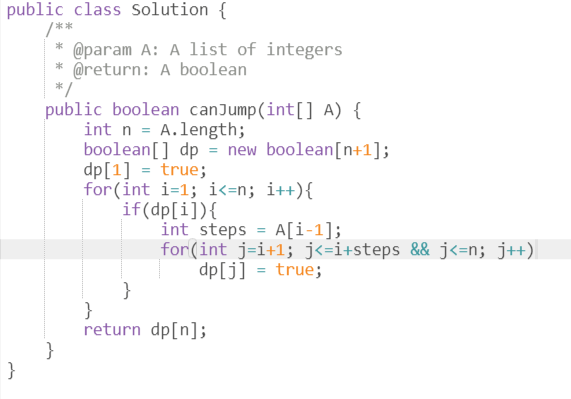 public class Solution {
    /**
     * @param A: A list of integers
     * @return: A boolean
     */
    public boolean canJump(int[] A) {
        int n = A.length;
        boolean[] dp = new boolean[n+1];
        dp[1] = true;
        for(int i=1; i<=n; i++){
            if(dp[i]){
                int steps = A[i-1];
                for(int j=i+1; j<=i+steps && j<=n; j++)
                    dp[j] = true;
            }
        }
        return dp[n];
    }
}